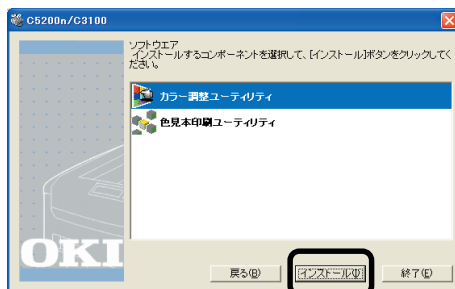 C5200n/C3100
ソフトウエア
インストールするコンポーネントを選択して、[インストール]ボタンをクリックしてく
ださい。
カラー調整ユーティリティ
色見本印刷ユーティリティ
OKI
戻る(B) インストール(I) 終了(E)